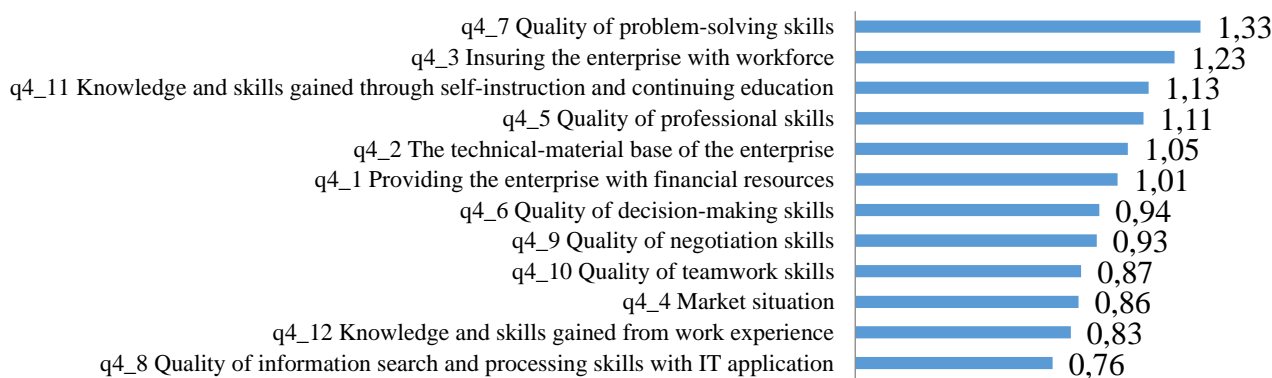 q4_7 Quality of problem-solving skills 1,33
q4_3 Insuring the enterprise with workforce 1,23
q4_11 Knowledge and skills gained through self-instruction and continuing education 1,13
q4_5 Quality of professional skills 1,11
q4_2 The technical-material base of the enterprise 1,05
q4_1 Providing the enterprise with financial resources 1,01
q4_6 Quality of decision-making skills 0,94
q4_9 Quality of negotiation skills 0,93
q4_10 Quality of teamwork skills 0,87
q4_4 Market situation 0,86
q4_12 Knowledge and skills gained from work experience 0,83
q4_8 Quality of information search and processing skills with IT application 0,76